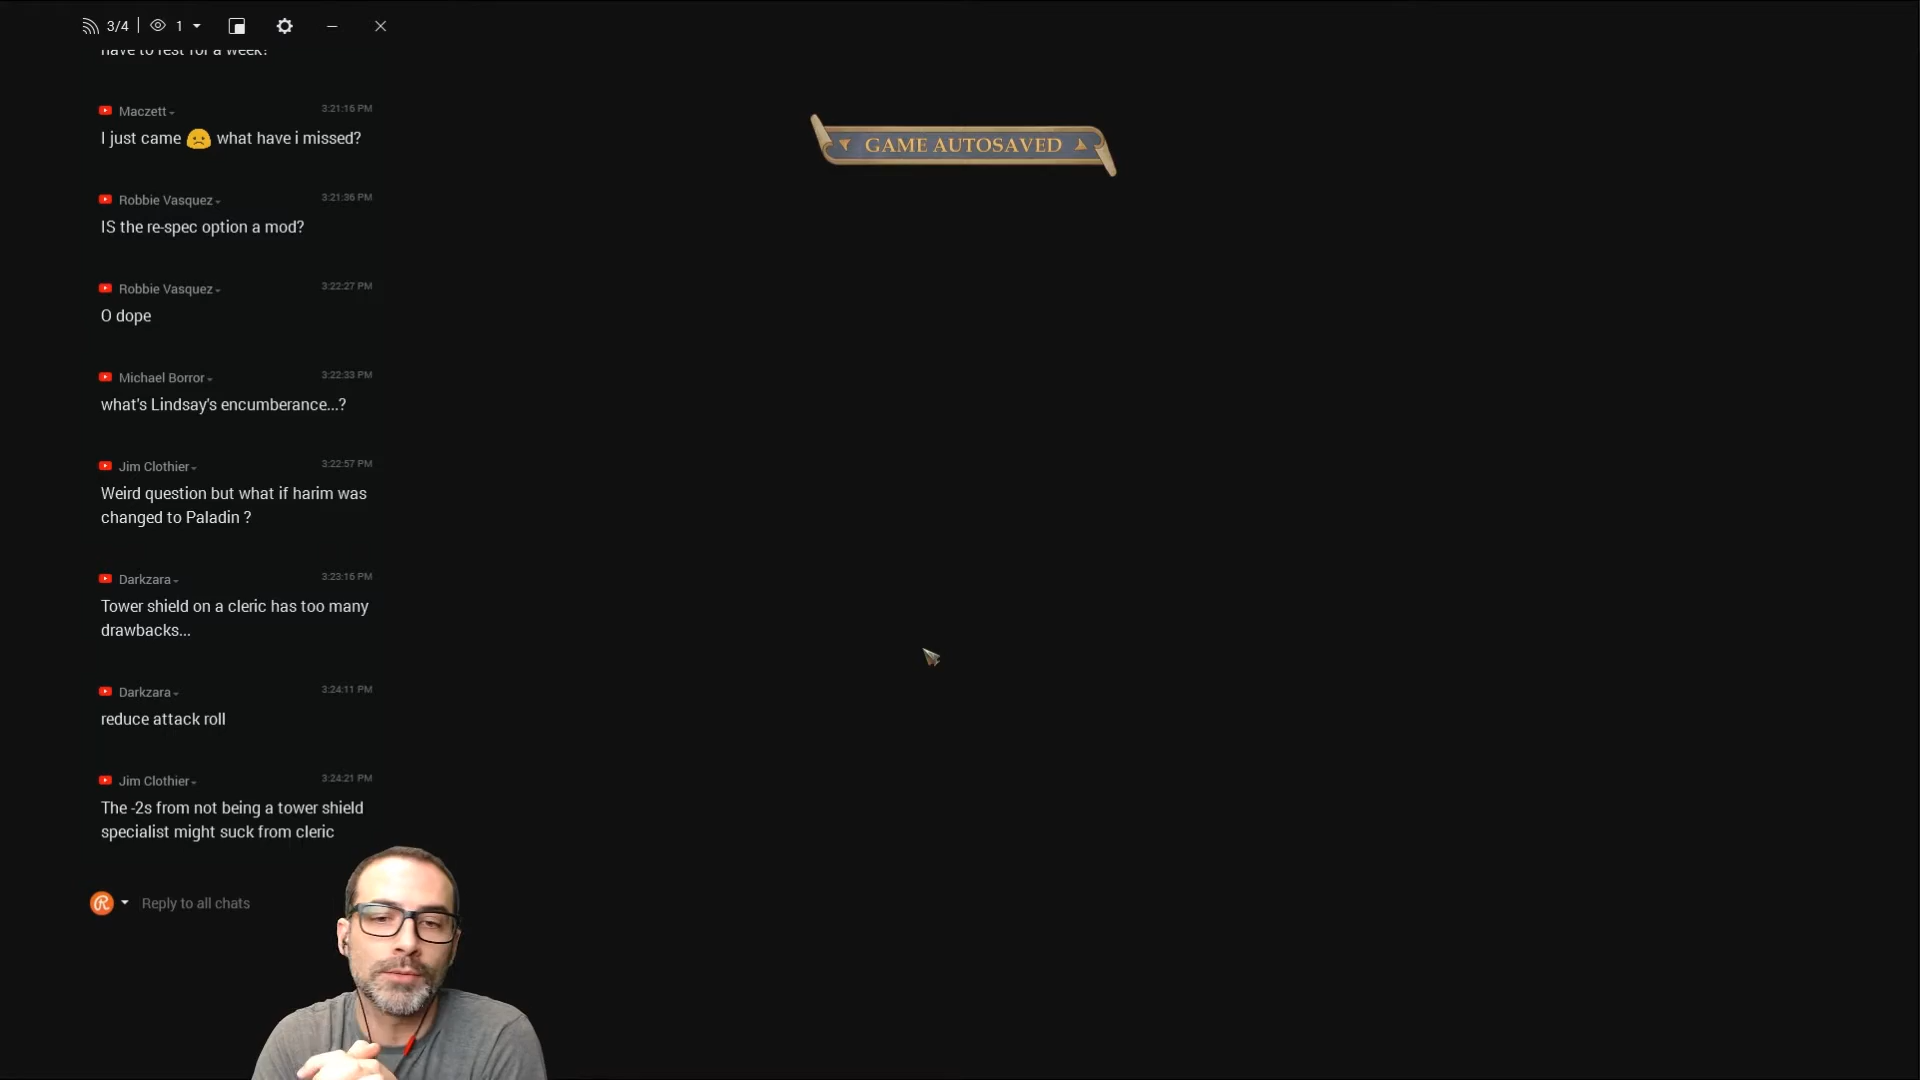 3/4 1
have to rest for a week?
Maczett 3:21:16 PM
I just came what have i missed?
Robbie Vasquez 3:21:36 PM
IS the re-spec option a mod?
Robbie Vasquez 3:22:27 PM
O dope
Michael Borror 3:22:33 PM
what's Lindsay's encumberance...?
Jim Clothier 3:22:57 PM
Weird question but what if harim was
changed to Paladin ?
Darkzara 3:23:16 PM
Tower shield on a cleric has too many
drawbacks...
Darkzara 3:24:11 PM
reduce attack roll
Jim Clothier 3:24:21 PM
The -2s from not being a tower shield
specialist might suck from cleric
Reply to all chats
GAME AUTOSAVED